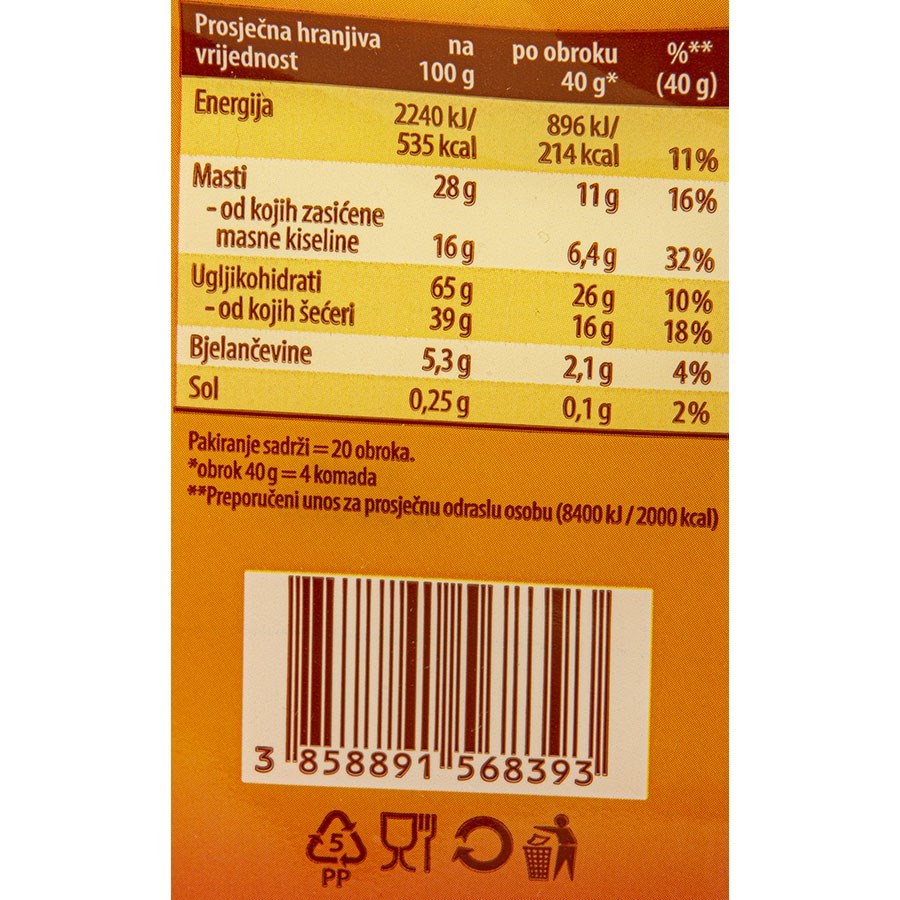 Prosječna hranjiva vrijednost na 100 g po obroku 40 g* %** (40 g)
Energija 2240 kJ/ 896 kJ/
535 kcal 214 kcal 11%
Masti 28 g 11 g 16%
- od kojih zasićene
masne kiseline 16 g 6,4 g 32%
Ugljikohidrati 65 g 26 g 10%
- od kojih šećeri 39 g 16 g 18%
Bjelančevine 5,3 g 2,1 g 4%
Sol 0,25 g 0,1 g 2%
Pakiranje sadrži = 20 obroka.
*obrok 40 g = 4 komada
**Preporučeni unos za prosječnu odraslu osobu (8400 kJ / 2000 kcal)
3 858891 568393
5
PP